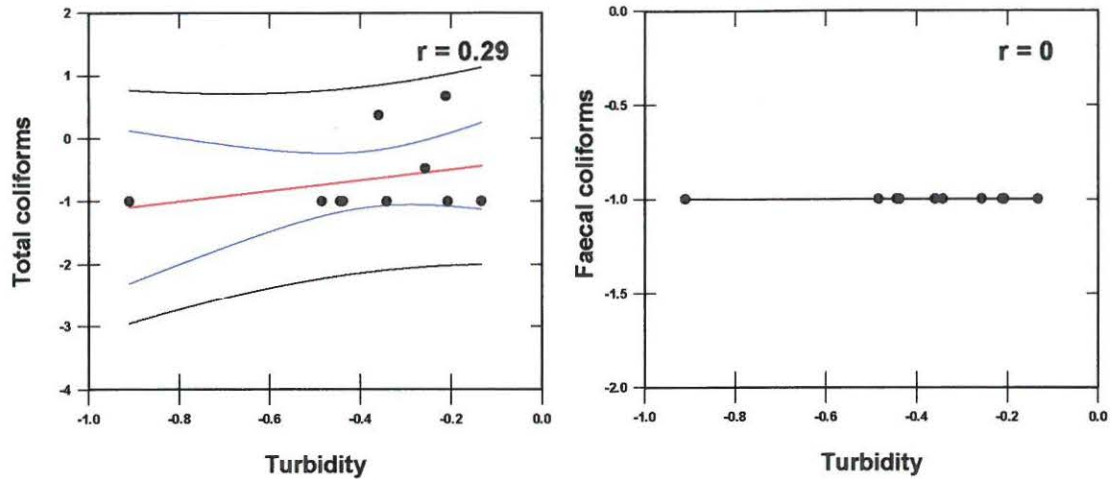 Total coliforms
2
1
0
-1
-2
-3
-4
r = 0.29
-1.0 -0.8 -0.6 -0.4 -0.2 0.0
Turbidity
Faecal coliforms
0.0
-0.5
-1.0
-1.5
-2.0
r = 0
-1.0 -0.8 -0.6 -0.4 -0.2 0.0
Turbidity